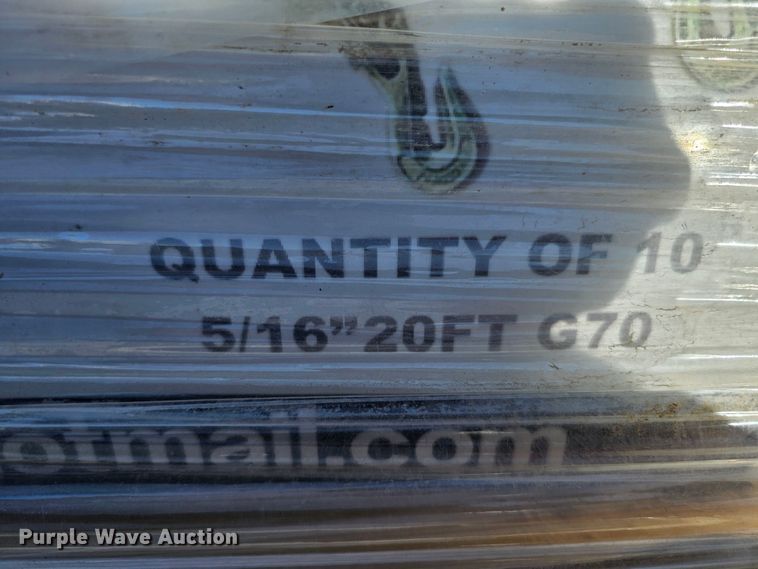 QUANTITY OF 10
5/16”20FT G70
otmail.com
Purple Wave Auction